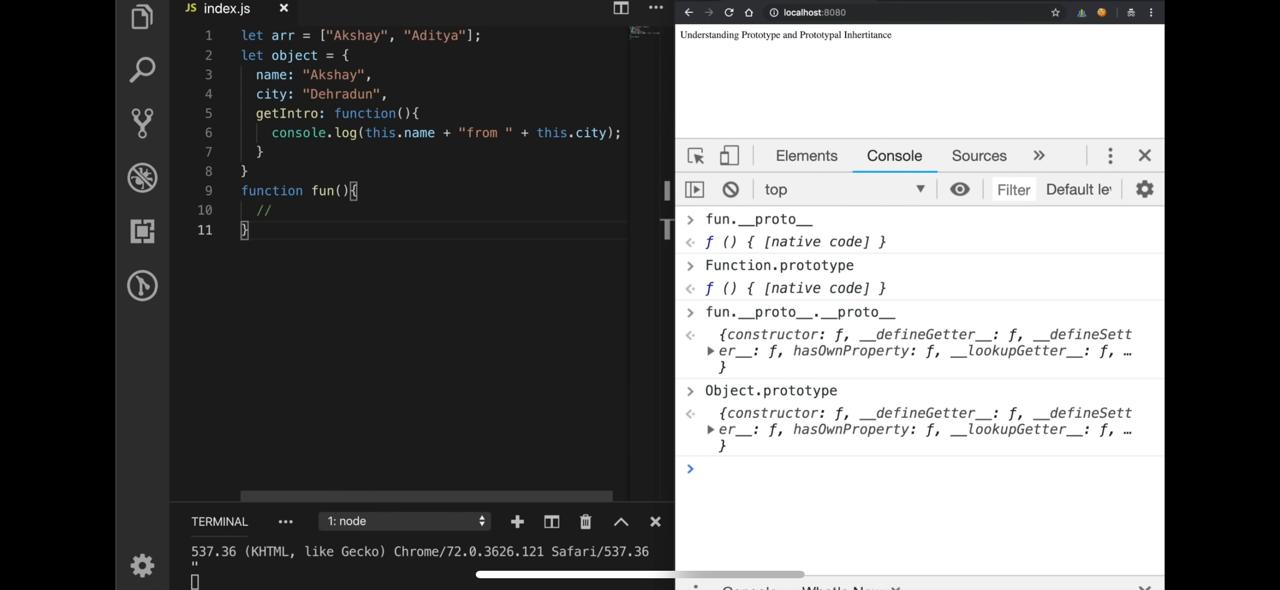 JS index.js
1 let arr = ["Akshay", "Aditya"];
2 let object = {
3 name: "Akshay",
4 city: "Dehradun",
5 getIntro: function(){
6 console.log(this.name + "from " + this.city);
7 }
8 }
9 function fun(){
10 //
11 }
TERMINAL
1: node
537.36 (KHTML, like Gecko) Chrome/72.0.3626.121 Safari/537.36
"
localhost:8080
Understanding Prototype and Prototypal Inhertitance
Elements Console Sources
top Filter Default le
fun.__proto__
ƒ () { [native code] }
Function.prototype
ƒ () { [native code] }
fun.__proto__.__proto__
{constructor: ƒ, __defineGetter__: ƒ, __defineSett
er__: ƒ, hasOwnProperty: ƒ, __lookupGetter__: ƒ, …
}
Object.prototype
{constructor: ƒ, __defineGetter__: ƒ, __defineSett
er__: ƒ, hasOwnProperty: ƒ, __lookupGetter__: ƒ, …
}